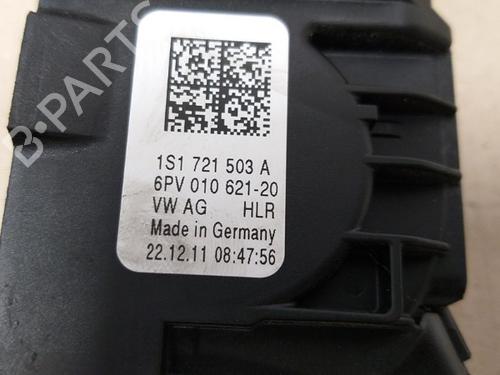 B-PARTS
1S1 721 503 A
6PV 010 621-20
VW AG HLR
Made in Germany
22.12.11 08:47:56